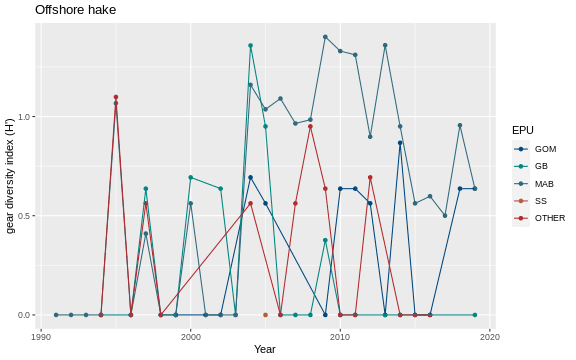 Offshore hake
gear diversity index (H')
1.0
0.5
0.0
1990
2000
2010
2020
Year
EPU
GOM
GB
MAB
SS
OTHER